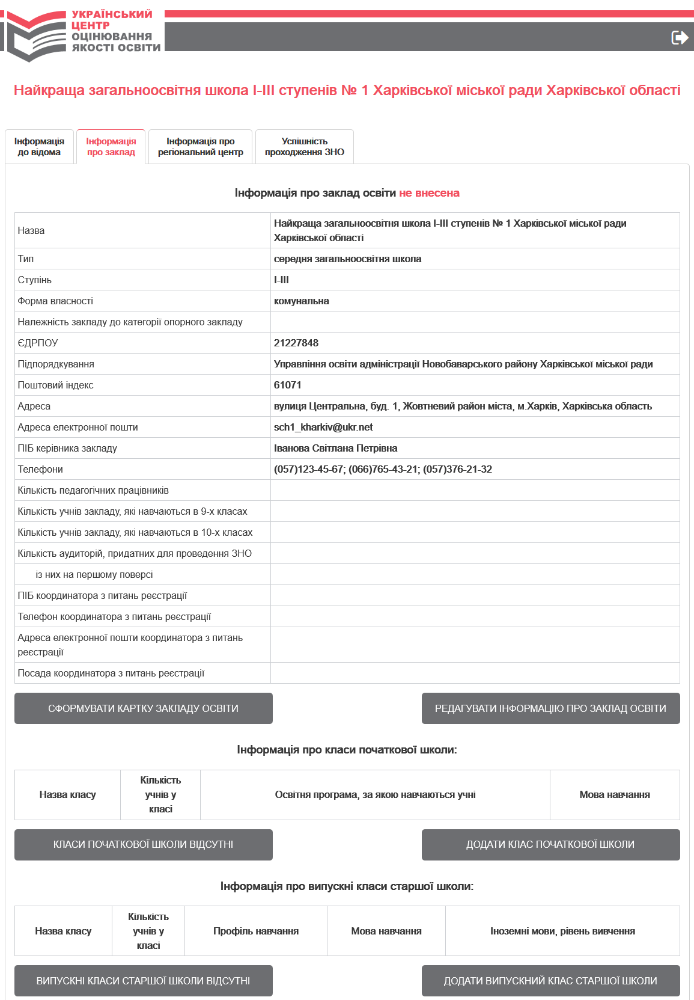 УКРАЇНСЬКИЙ
ЦЕНТР
ОЦІНЮВАННЯ
ЯКОСТІ ОСВІТИ
Найкраща загальноосвітня школа І-ІІІ ступенів № 1 Харківської міської ради Харківської області
Інформація
до відома
Інформація
про заклад
Інформація про
регіональний центр
Успішність
проходження ЗНО
Інформація про заклад освіти не внесена
Назва
Найкраща загальноосвітня школа І-ІІІ ступенів № 1 Харківської міської ради
Харківської області
Тип
середня загальноосвітня школа
Ступінь
І-ІІІ
Форма власності
комунальна
Належність закладу до категорії опорного закладу
ЄДРПОУ
21227848
Підпорядкування
Управління освіти адміністрації Новобаварського району Харківської міської ради
Поштовий індекс
61071
Адреса
вулиця Центральна, буд. 1, Жовтневий район міста, м.Харків, Харківська область
Адреса електронної пошти
sch1_kharkiv@ukr.net
ПІБ керівника закладу
Іванова Світлана Петрівна
Телефони
(057)123-45-67; (066)765-43-21; (057)376-21-32
Кількість педагогічних працівників
Кількість учнів закладу, які навчаються в 9-х класах
Кількість учнів закладу, які навчаються в 10-х класах
Кількість аудиторій, придатних для проведення ЗНО
із них на першому поверсі
ПІБ координатора з питань реєстрації
Телефон координатора з питань реєстрації
Адреса електронної пошти координатора з питань
реєстрації
Посада координатора з питань реєстрації
СФОРМУВАТИ КАРТКУ ЗАКЛАДУ ОСВІТИ
РЕДАГУВАТИ ІНФОРМАЦІЮ ПРО ЗАКЛАД ОСВІТИ
Інформація про класи початкової школи:
Назва класу
Кількість
учнів у
класі
Освітня програма, за якою навчаються учні
Мова навчання
КЛАСИ ПОЧАТКОВОЇ ШКОЛИ ВІДСУТНІ
ДОДАТИ КЛАС ПОЧАТКОВОЇ ШКОЛИ
Інформація про випускні класи старшої школи:
Назва класу
Кількість
учнів у
класі
Профіль навчання
Мова навчання
Іноземні мови, рівень вивчення
ВИПУСКНІ КЛАСИ СТАРШОЇ ШКОЛИ ВІДСУТНІ
ДОДАТИ ВИПУСКНИЙ КЛАС СТАРШОЇ ШКОЛИ